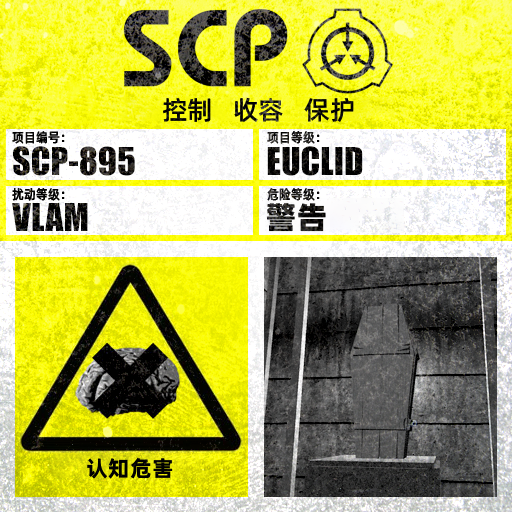 SCP
控制 收容 保护
项目编号：
SCP-895
项目等级：
EUCLID
扰动等级：
VLAM
危险等级：
警告
认知危害